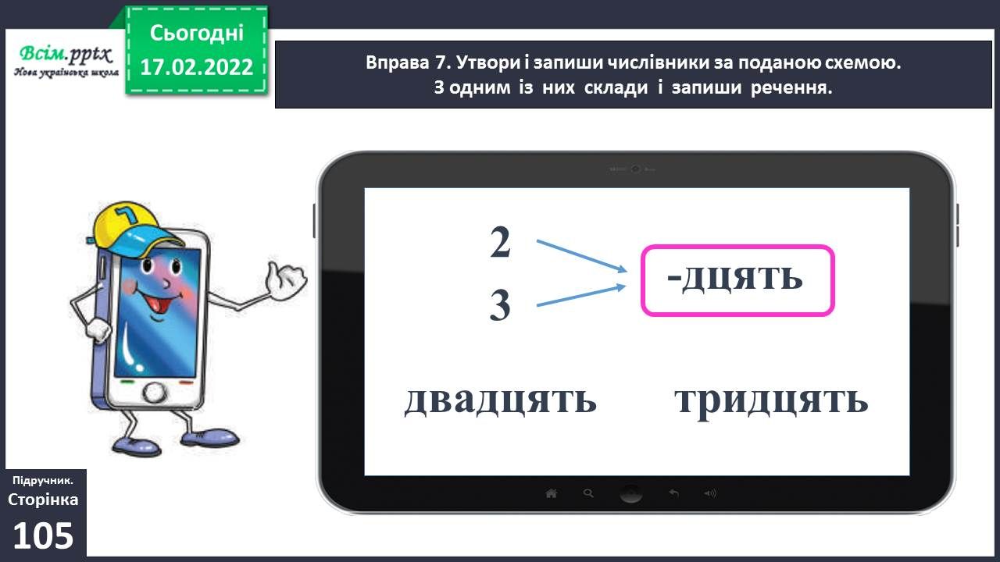 Сьогодні
17.02.2022
Всім.pptx
Нова українська школа
Вправа 7. Утвори і запиши числівники за поданою схемою.
З одним із них склади і запиши речення.
2
3
-дцять
двадцять тридцять
Підручник.
Сторінка
105